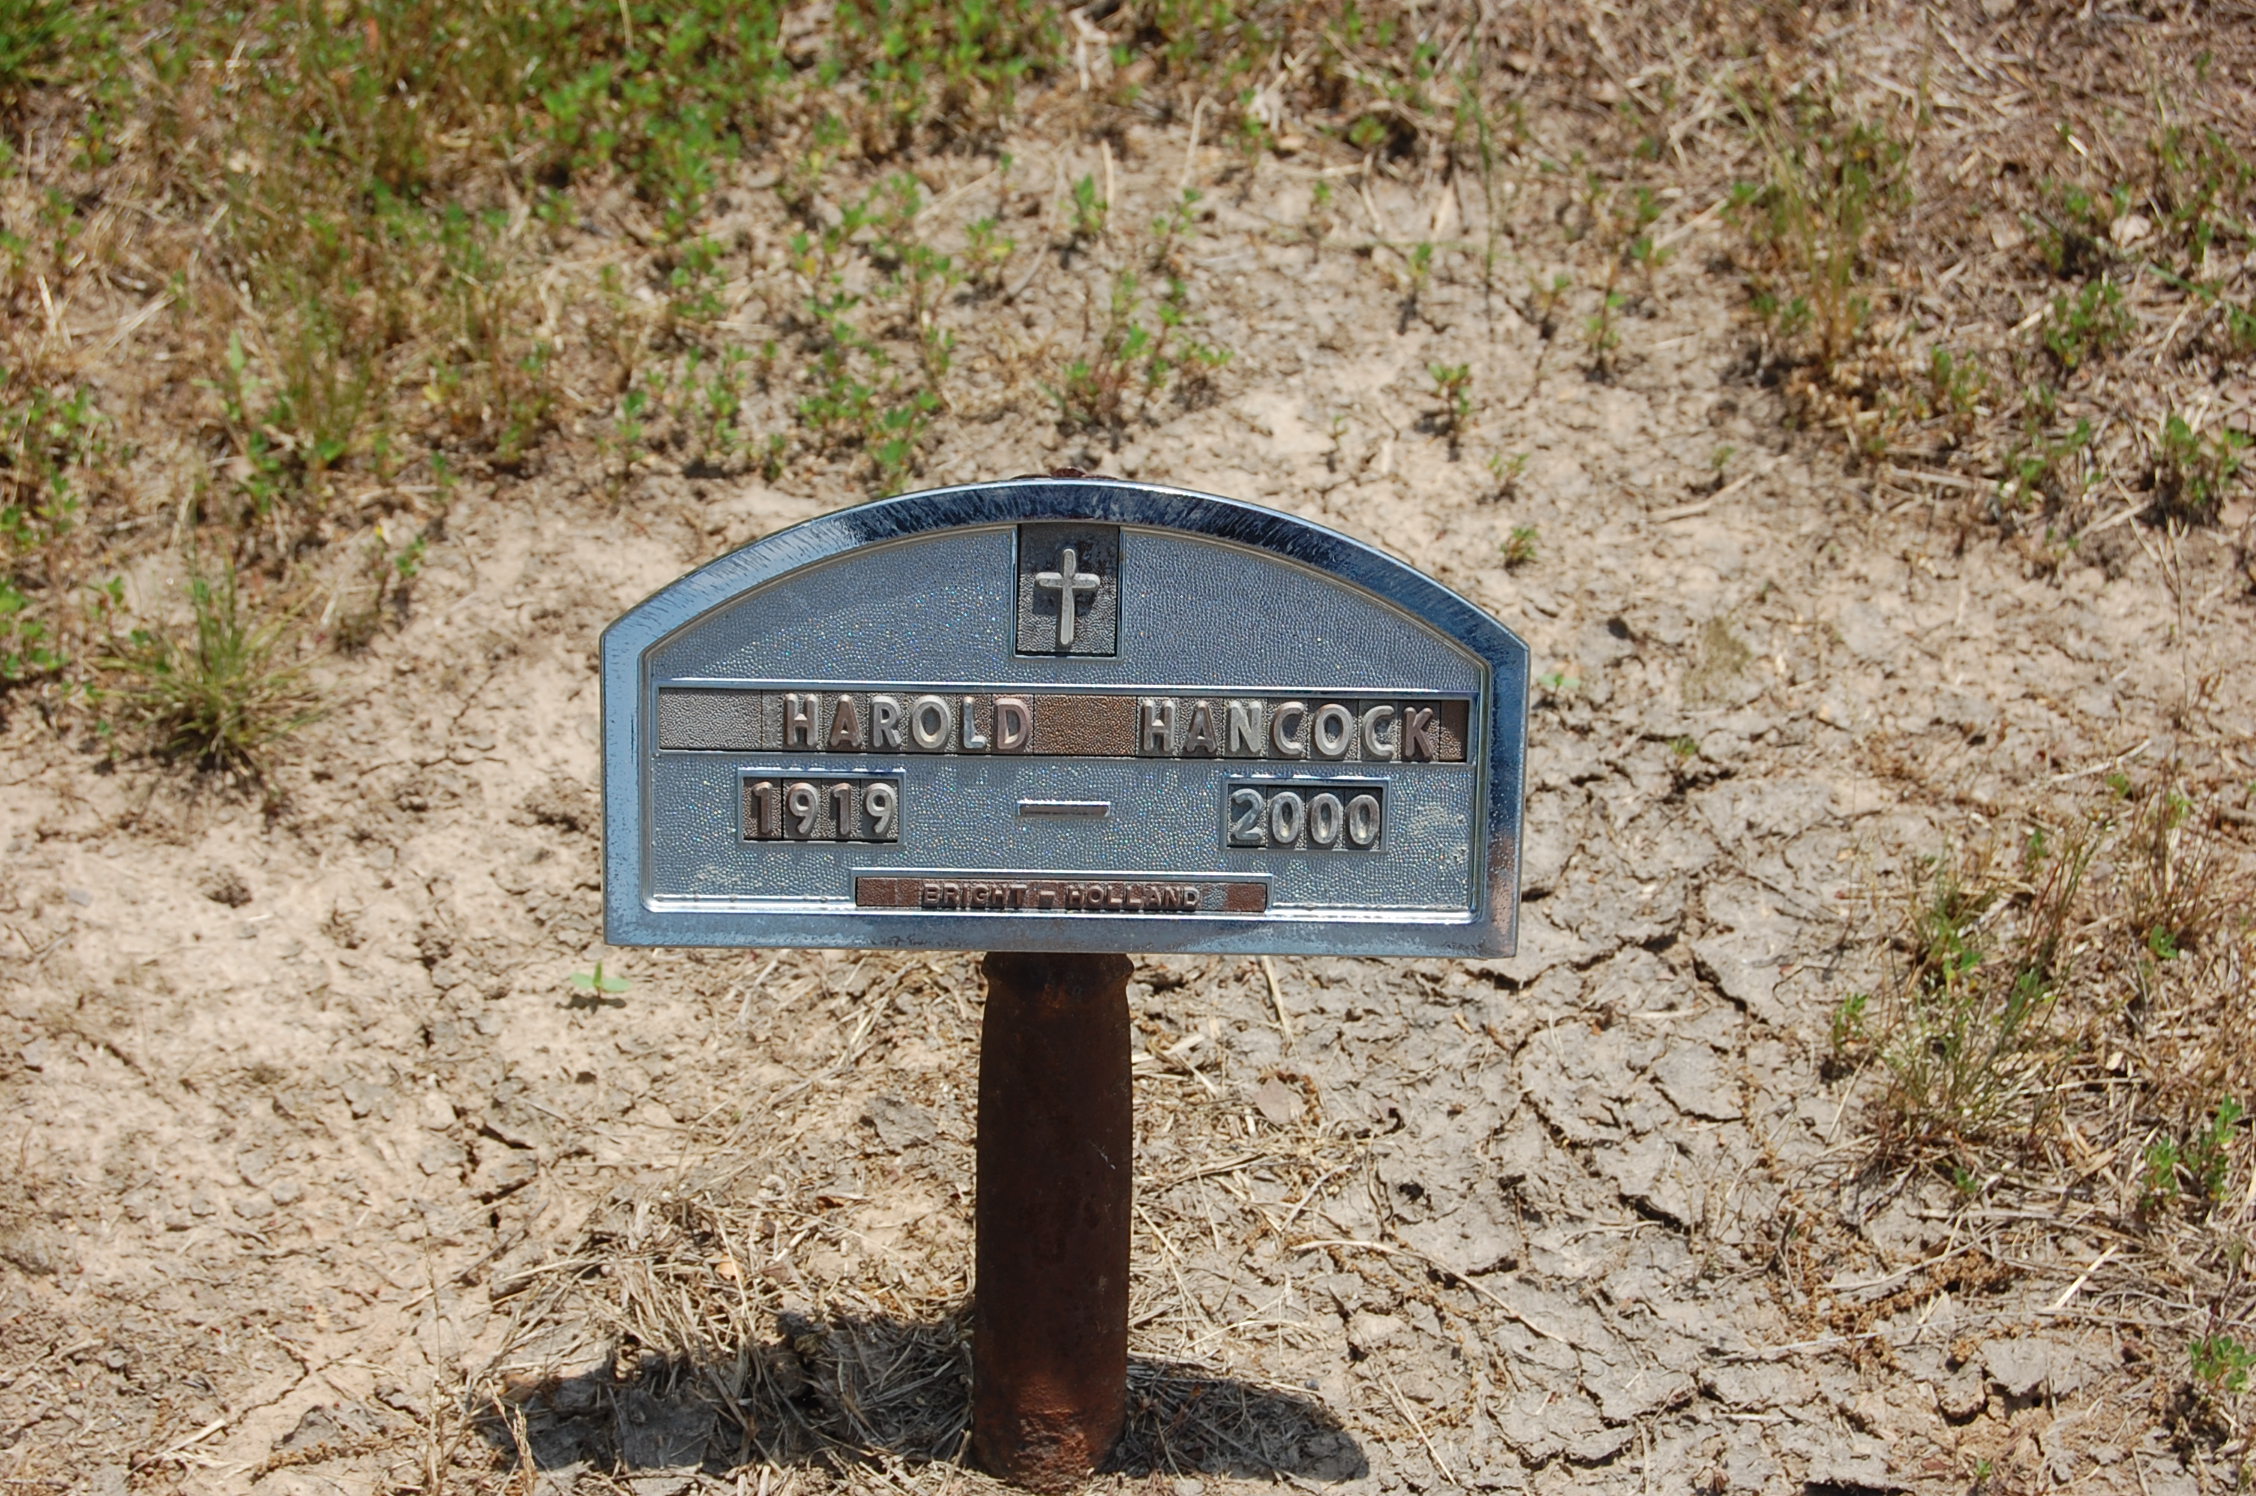 HAROLD HANCOCK
1919 — 2000
BRIGHT - HOLLAND